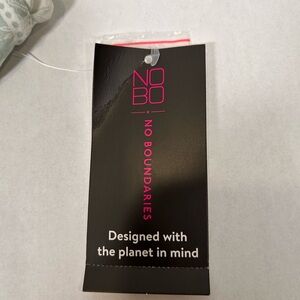 NO
BO
NO BOUNDARIES
Designed with
the planet in mind